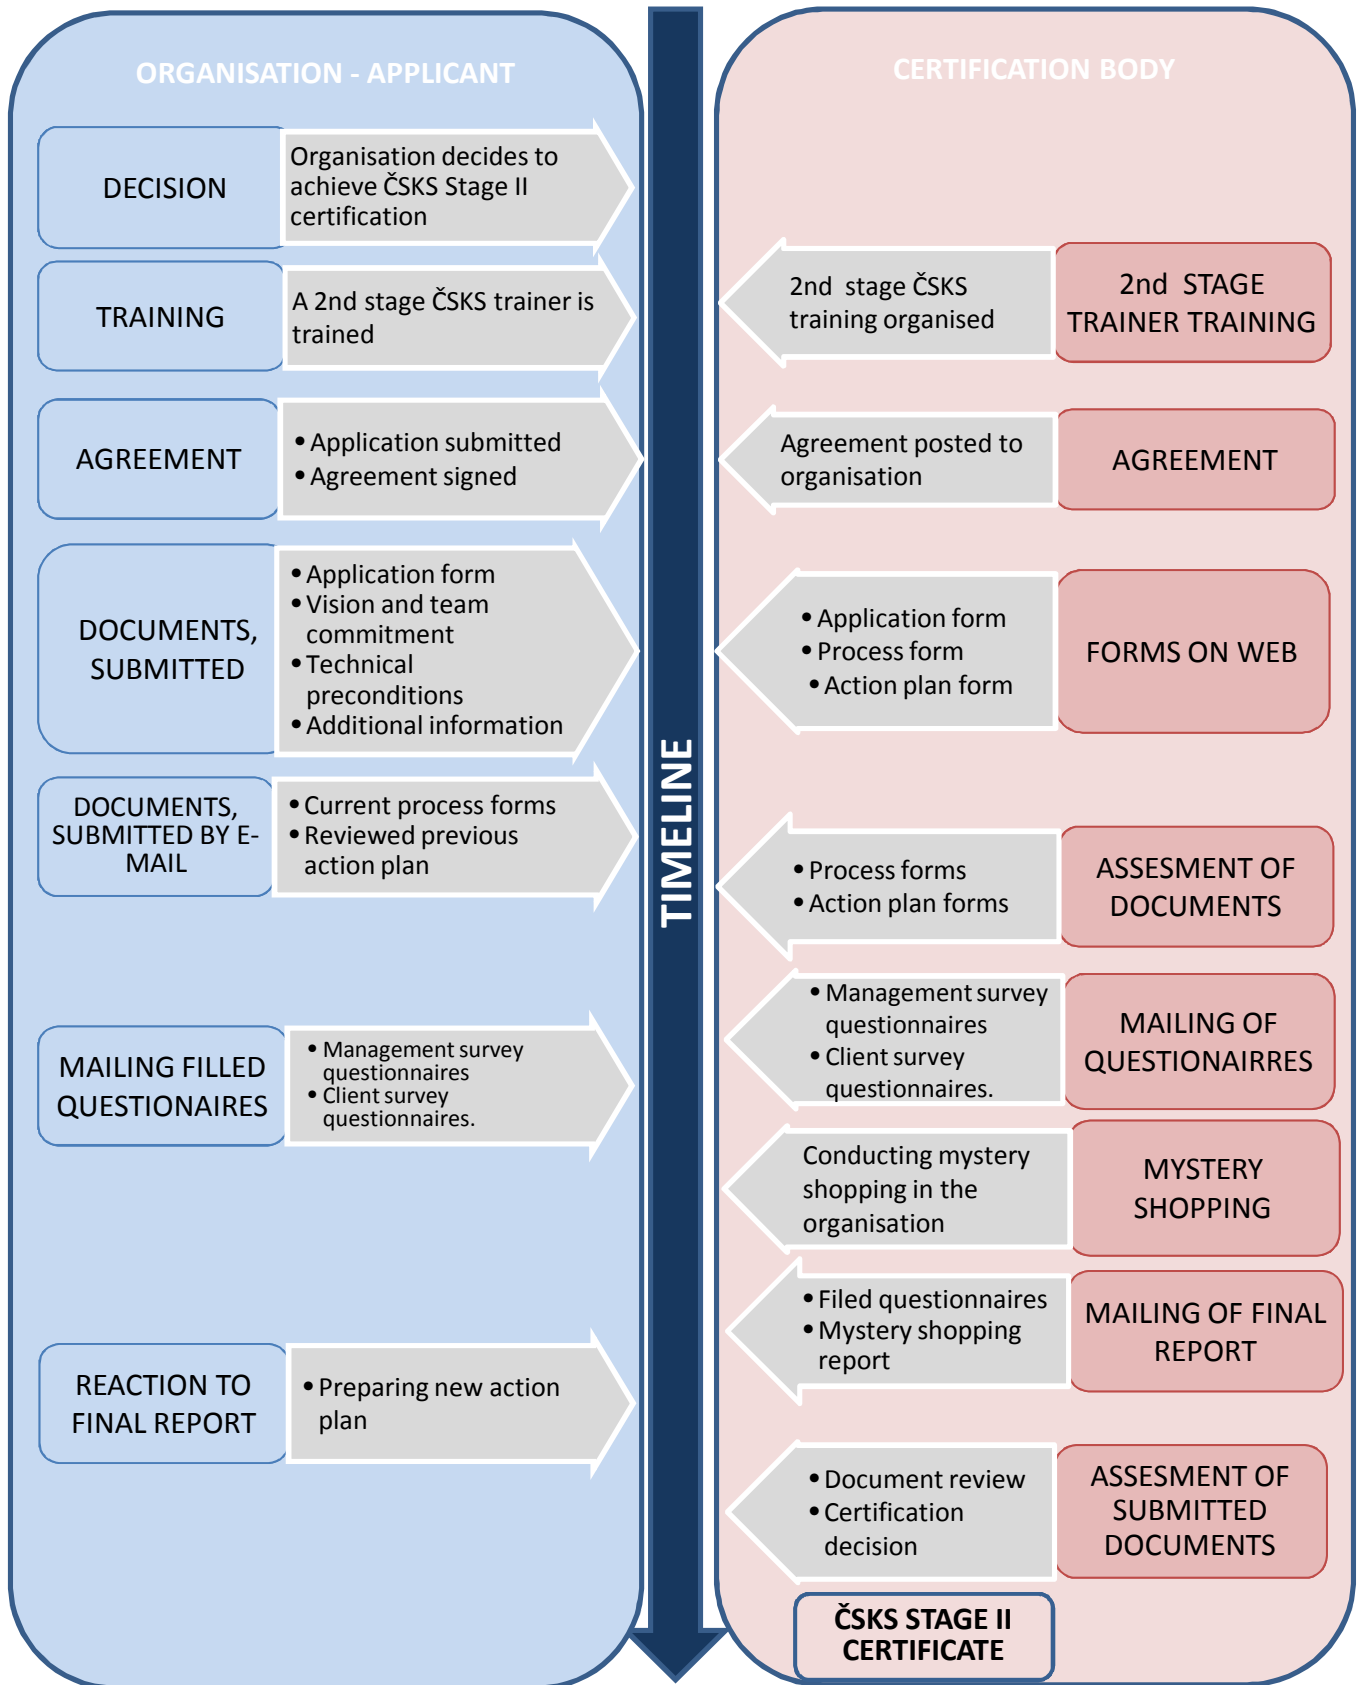 ORGANISATION - APPLICANT
DECISION
Organisation decides to
achieve ČSKS Stage II
certification
TRAINING
A 2nd stage ČSKS trainer is
trained
AGREEMENT
• Application submitted
• Agreement signed
DOCUMENTS,
SUBMITTED
• Application form
• Vision and team
commitment
• Technical
preconditions
• Additional information
DOCUMENTS,
SUBMITTED BY E-
MAIL
• Current process forms
• Reviewed previous
action plan
MAILING FILLED
QUESTIONAIRES
• Management survey
questionnaires
• Client survey
questionnaires.
REACTION TO
FINAL REPORT
• Preparing new action
plan
TIMELINE
CERTIFICATION BODY
2nd  stage ČSKS
training organised
2nd  STAGE
TRAINER TRAINING
Agreement posted to
organisation
AGREEMENT
• Application form
• Process form
• Action plan form
FORMS ON WEB
• Process forms
• Action plan forms
ASSESMENT OF
DOCUMENTS
• Management survey
questionnaires
• Client survey
questionnaires.
MAILING OF
QUESTIONAIRRES
Conducting mystery
shopping in the
organisation
MYSTERY
SHOPPING
• Filed questionnaires
• Mystery shopping
report
MAILING OF FINAL
REPORT
• Document review
• Certification
decision
ASSESMENT OF
SUBMITTED
DOCUMENTS
ČSKS STAGE II
CERTIFICATE